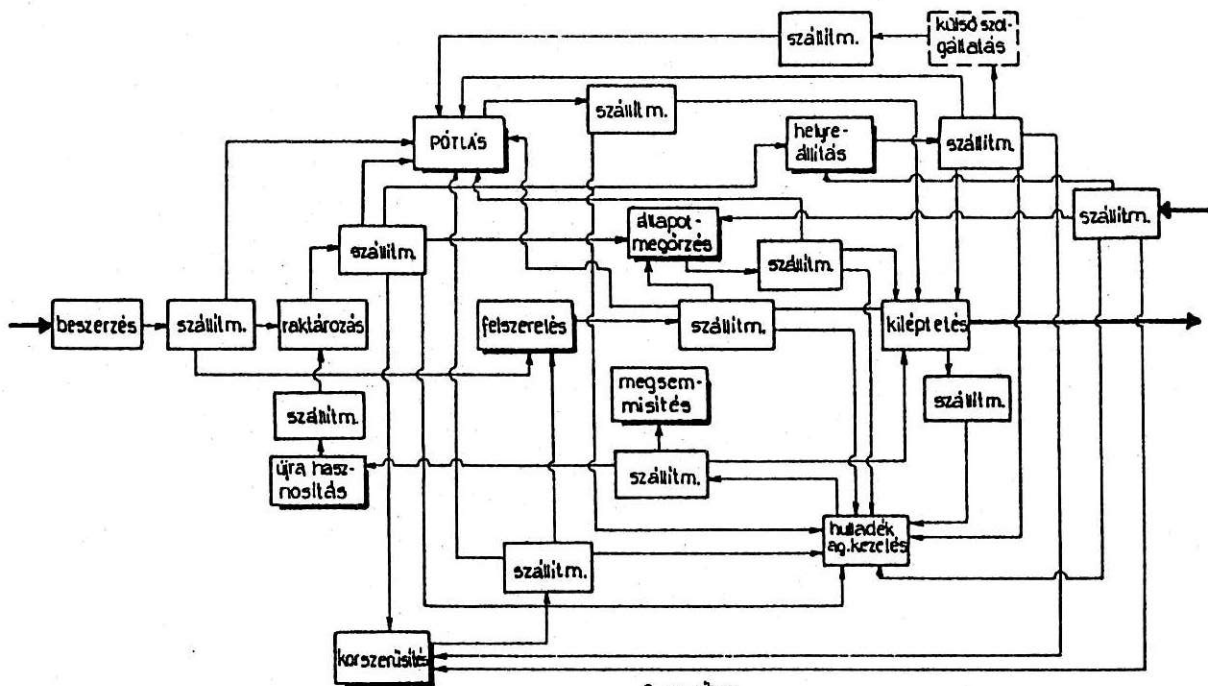 szállítm.
külső szol-
gáltatás
szállítm.
PÓTLÁS
helyre-
állítás
szállítm.
szállítm.
állapot-
megőrzés
szállítm.
szállítm.
beszerzés
szállítm.
raktározás
felszerelés
szállítm.
kiléptetés
megsem-
misítés
szállítm.
szállítm.
újra hasz-
nosítás
szállítm.
hulladék
ag.kezelés
szállítm.
korszerűsítés